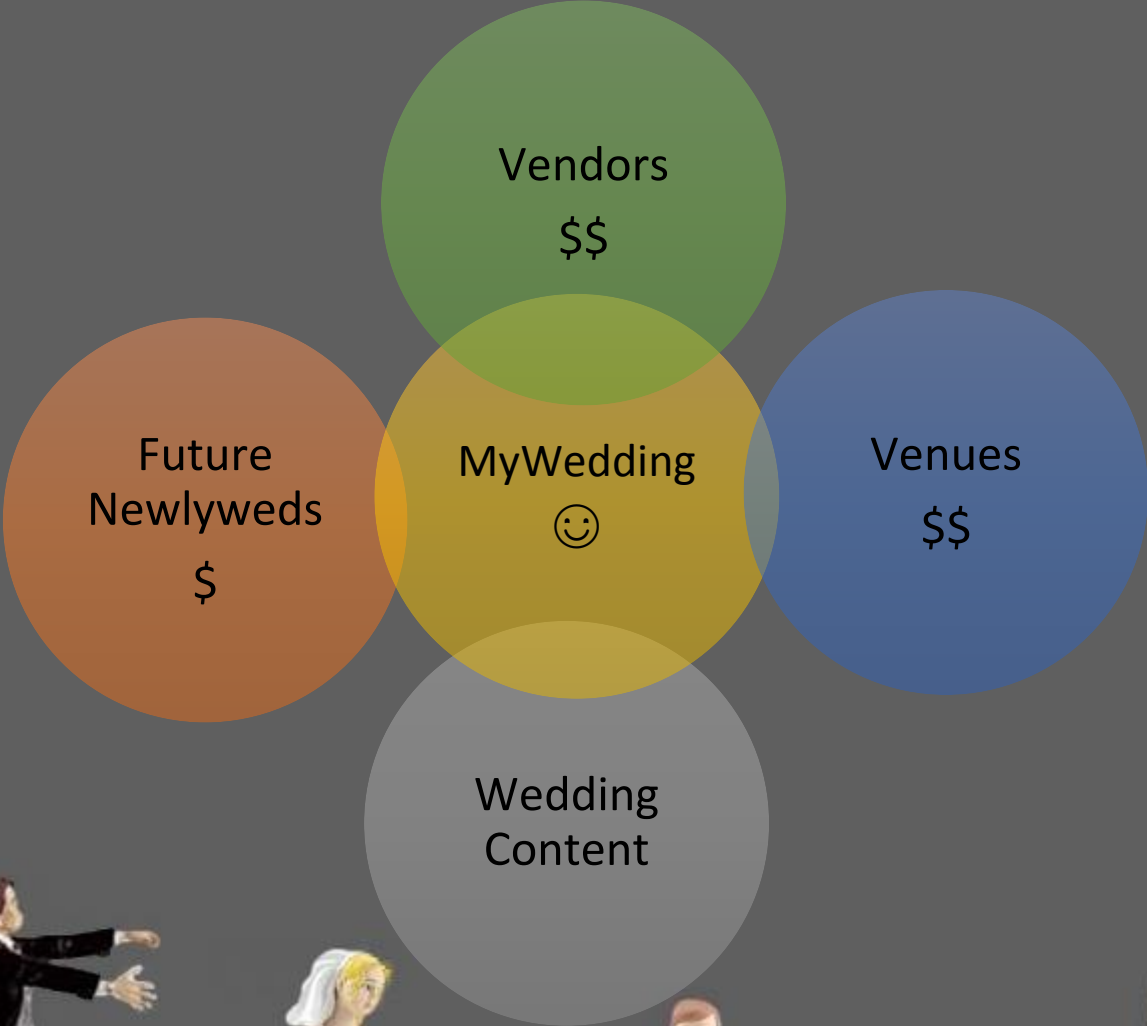 Vendors
$$
Future
Newlyweds
$
MyWedding
☺
Venues
$$
Wedding
Content